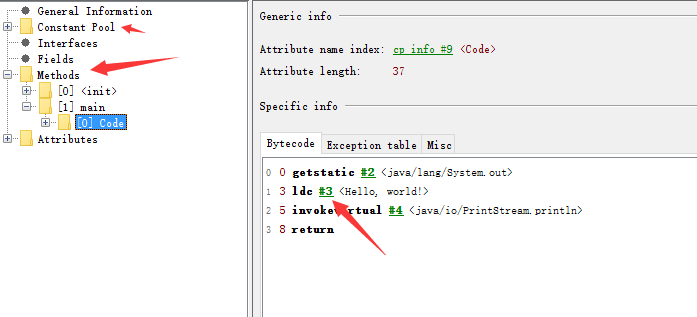 General Information
Constant Pool
Interfaces
Fields
Methods
[0] <init>
[1] main
[0] Code
Attributes
Generic info
Attribute name index: cp info #9 <Code>
Attribute length: 37
Specific info
Bytecode Exception table Misc
0 0 getstatic #2 <java/lang/System.out>
1 3 ldc #3 <Hello, world!>
2 5 invokevirtual #4 <java/io/PrintStream.println>
3 8 return